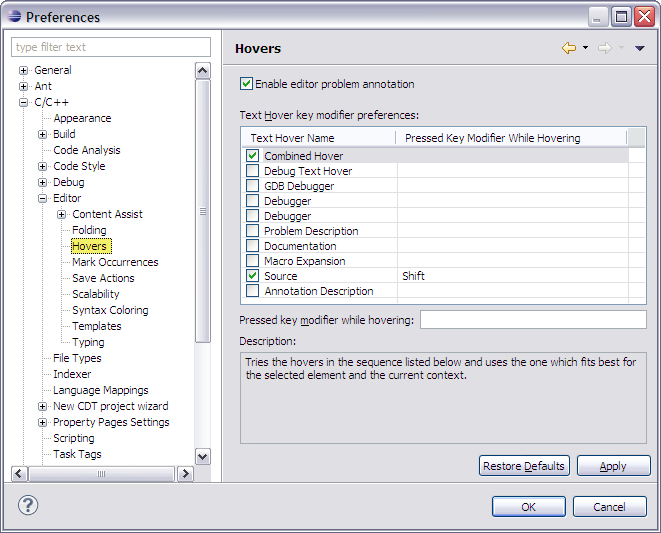 Preferences
type filter text
General
Ant
C/C++
Appearance
Build
Code Analysis
Code Style
Debug
Editor
Content Assist
Folding
Hovers
Mark Occurrences
Save Actions
Scalability
Syntax Coloring
Templates
Typing
File Types
Indexer
Language Mappings
New CDT project wizard
Property Pages Settings
Scripting
Task Tags
Hovers
Enable editor problem annotation
Text Hover key modifier preferences:
Text Hover Name Pressed Key Modifier While Hovering
Combined Hover
Debug Text Hover
GDB Debugger
Debugger
Debugger
Problem Description
Documentation
Macro Expansion
Source Shift
Annotation Description
Pressed key modifier while hovering:
Description:
Tries the hovers in the sequence listed below and uses the one which fits best for
the selected element and the current context.
Restore Defaults Apply
? OK Cancel